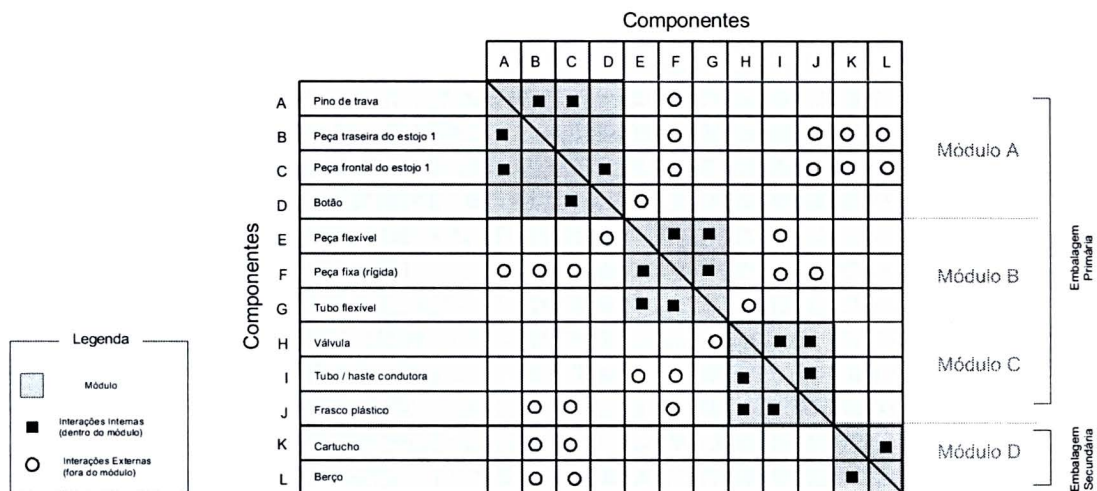 Componentes
A B C D E F G H I J K L
A Pino de trava
B Peça traseira do estojo 1
C Peça frontal do estojo 1
D Botão
E Peça flexível
F Peça fixa (rígida)
G Tubo flexível
H Válvula
I Tubo / haste condutora
J Frasco plástico
K Cartucho
L Berço
Componentes
Módulo A
Módulo B
Módulo C
Módulo D
Embalagem
Primária
Embalagem
Secundária
Legenda
Módulo
Interações Internas
(dentro do módulo)
Interações Externas
(fora do módulo)